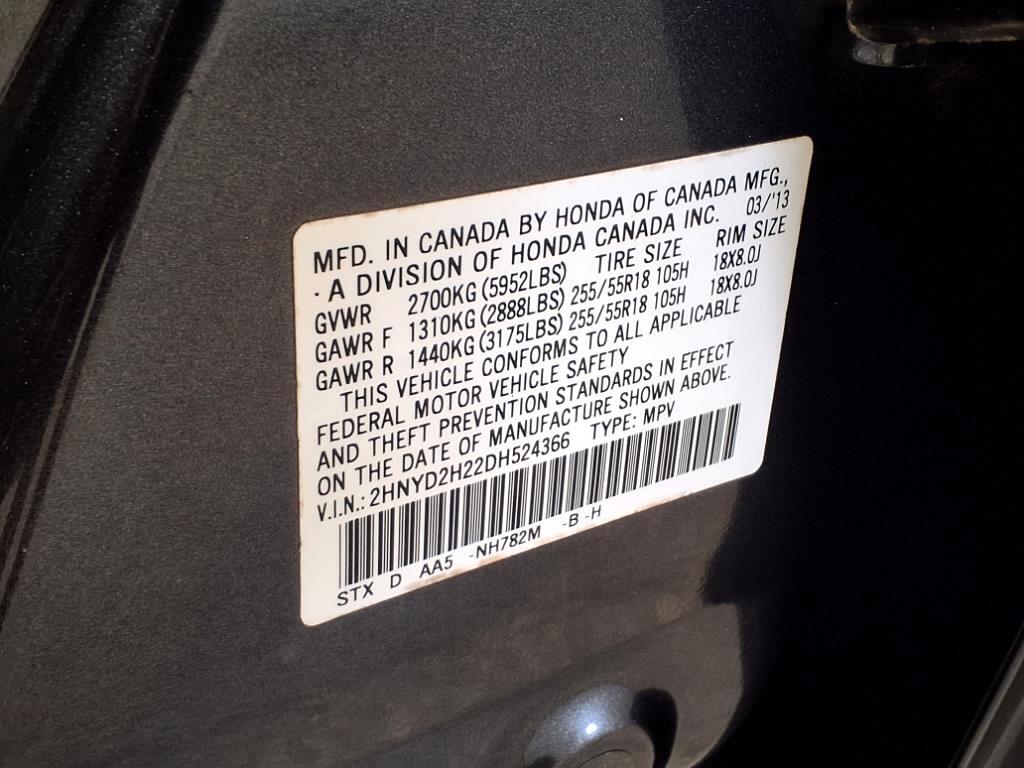 MFD. IN CANADA BY HONDA OF CANADA MFG.,
· A DIVISION OF HONDA CANADA INC. 03/'13
GVWR 2700KG (5952LBS) TIRE SIZE RIM SIZE
GAWR F 1310KG (2888LBS) 255/55R18 105H 18X8.0J
GAWR R 1440KG (3175LBS) 255/55R18 105H 18X8.0J
THIS VEHICLE CONFORMS TO ALL APPLICABLE
FEDERAL MOTOR VEHICLE SAFETY
AND THEFT PREVENTION STANDARDS IN EFFECT
ON THE DATE OF MANUFACTURE SHOWN ABOVE.
V.I.N.: 2HNYD2H22DH524366 TYPE: MPV
STX D AA5 -NH782M -B -H